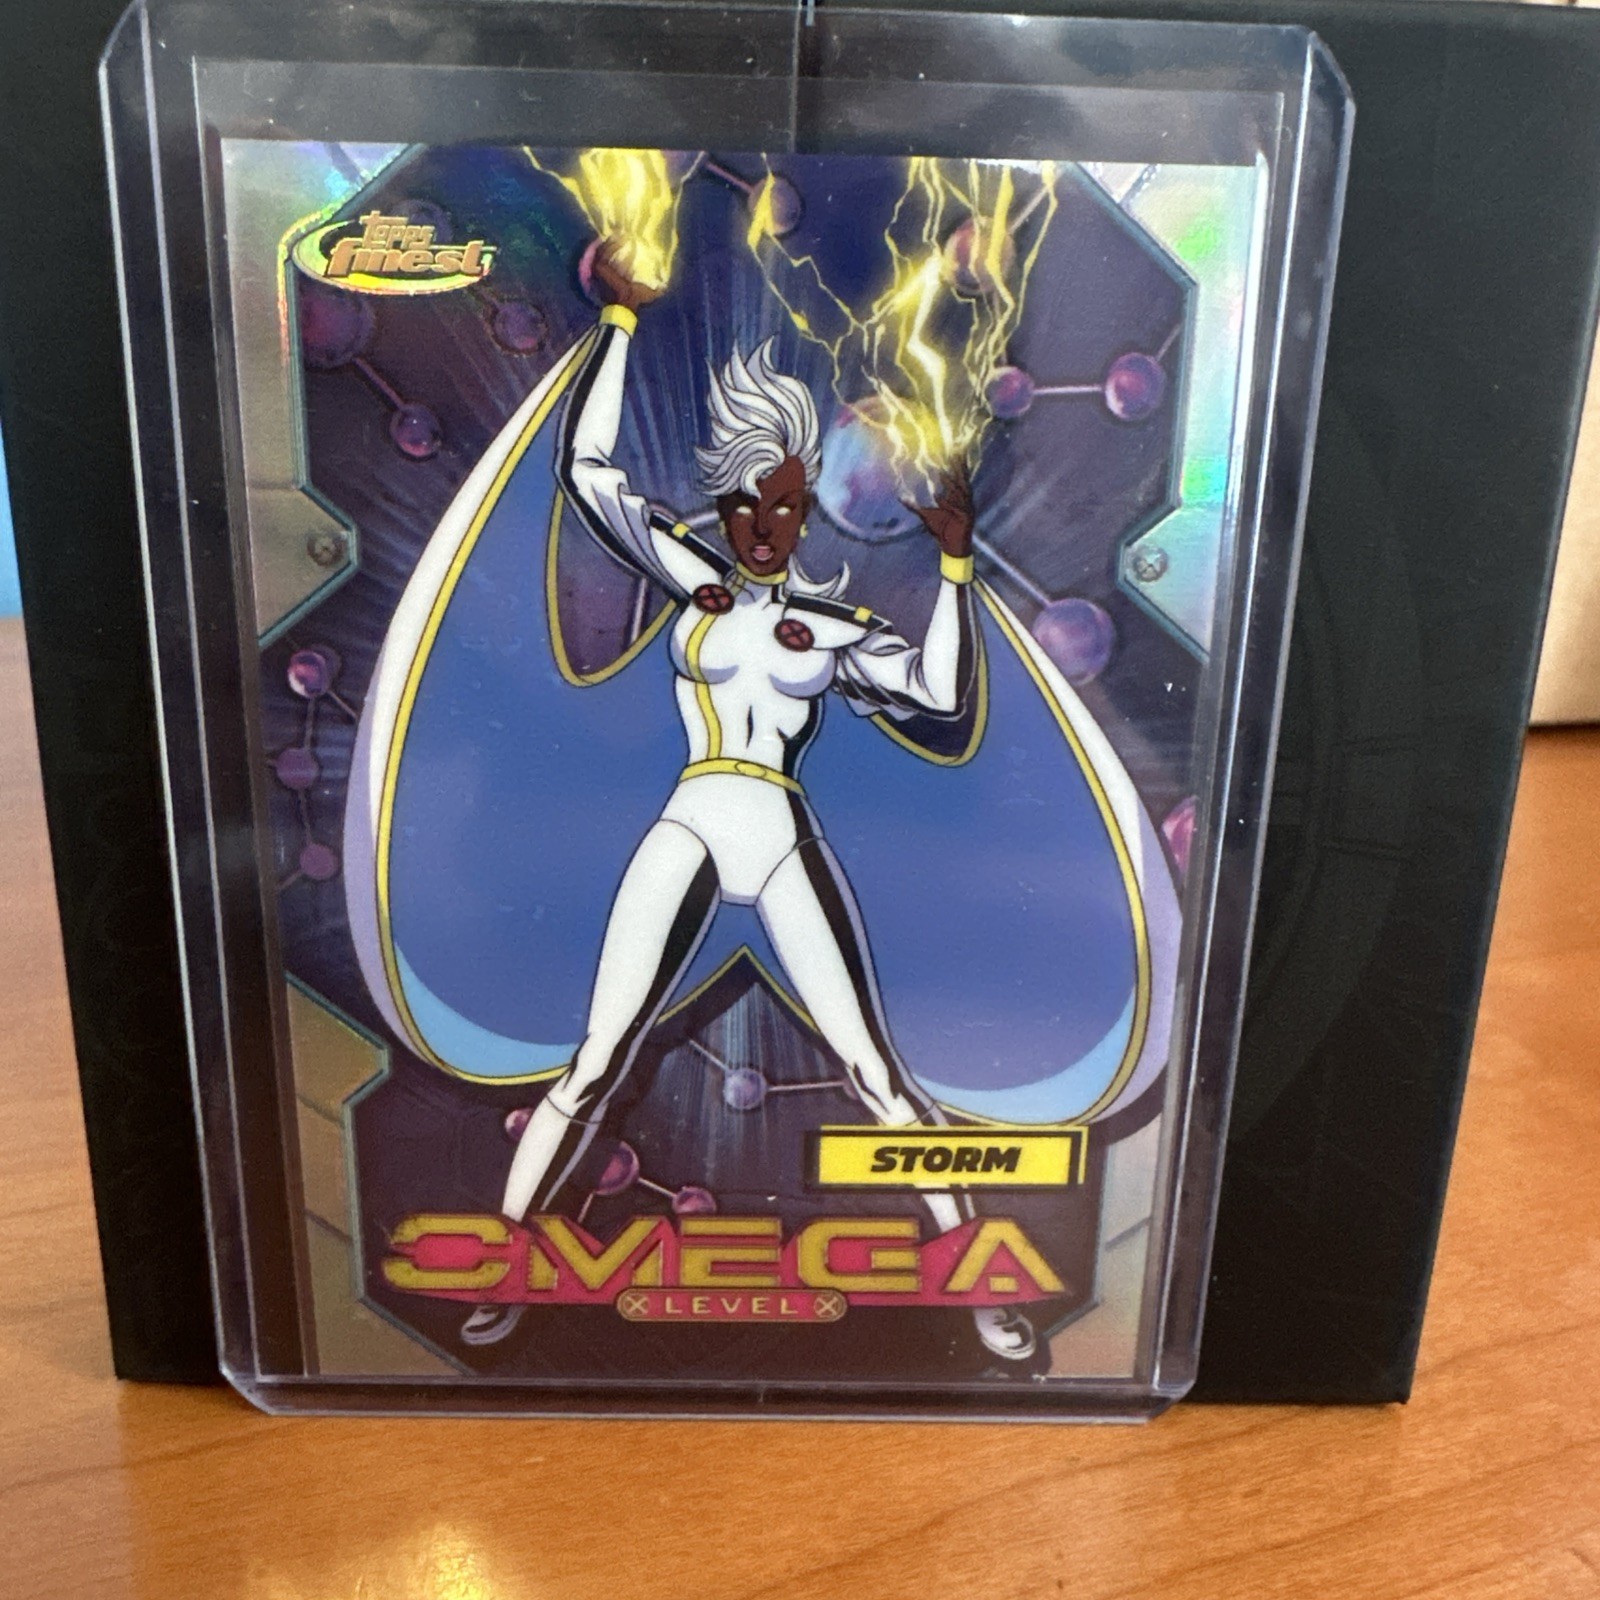 Topps
finest
STORM
OMEGA
LEVEL